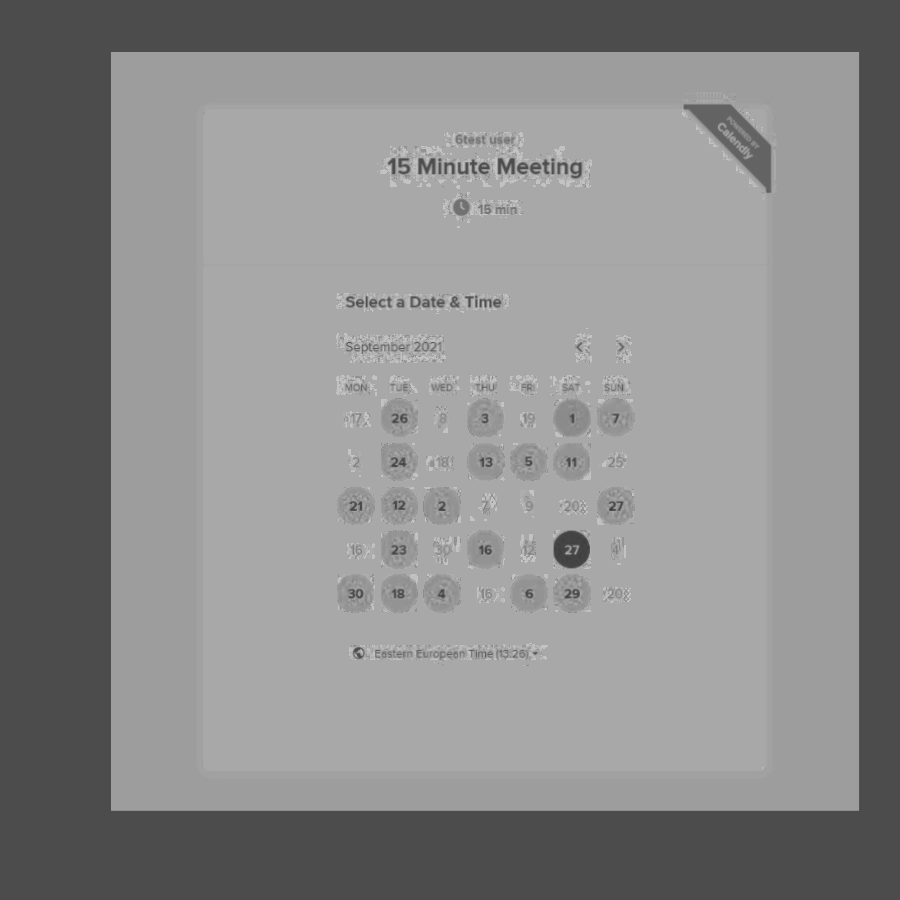 6test user
15 Minute Meeting
POWERED BY
Calendly
15 min
Select a Date & Time
September 2021
MON TUE WED THU FRI SAT SUN
17 26 8 3 19 1 7
2 24 18 13 5 11 25
21 12 2 7 9 20 27
16 23 30 16 12 27 4
30 18 4 16 6 29 20
Eastern European Time (13:26)